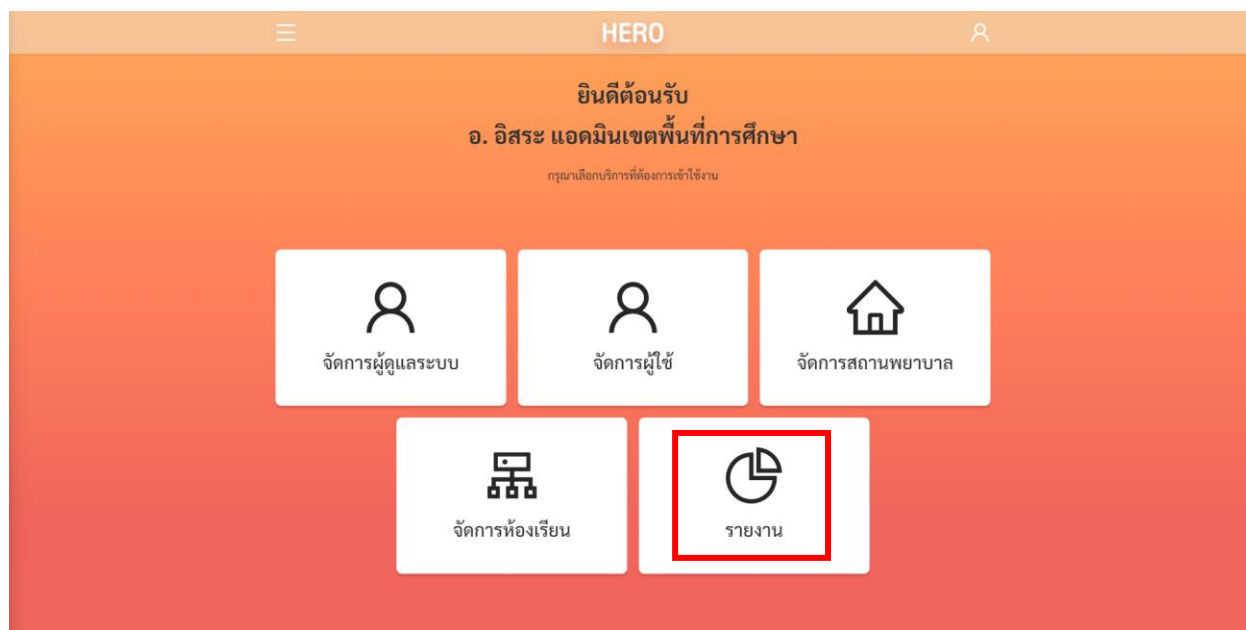 HERO
ยินดีต้อนรับ
อ. อิสระ แอดมินเขตพื้นที่การศึกษา
กรุณาเลือกบริการที่ต้องการเข้าใช้งาน
จัดการผู้ดูแลระบบ
จัดการผู้ใช้
จัดการสถานพยาบาล
จัดการห้องเรียน
รายงาน